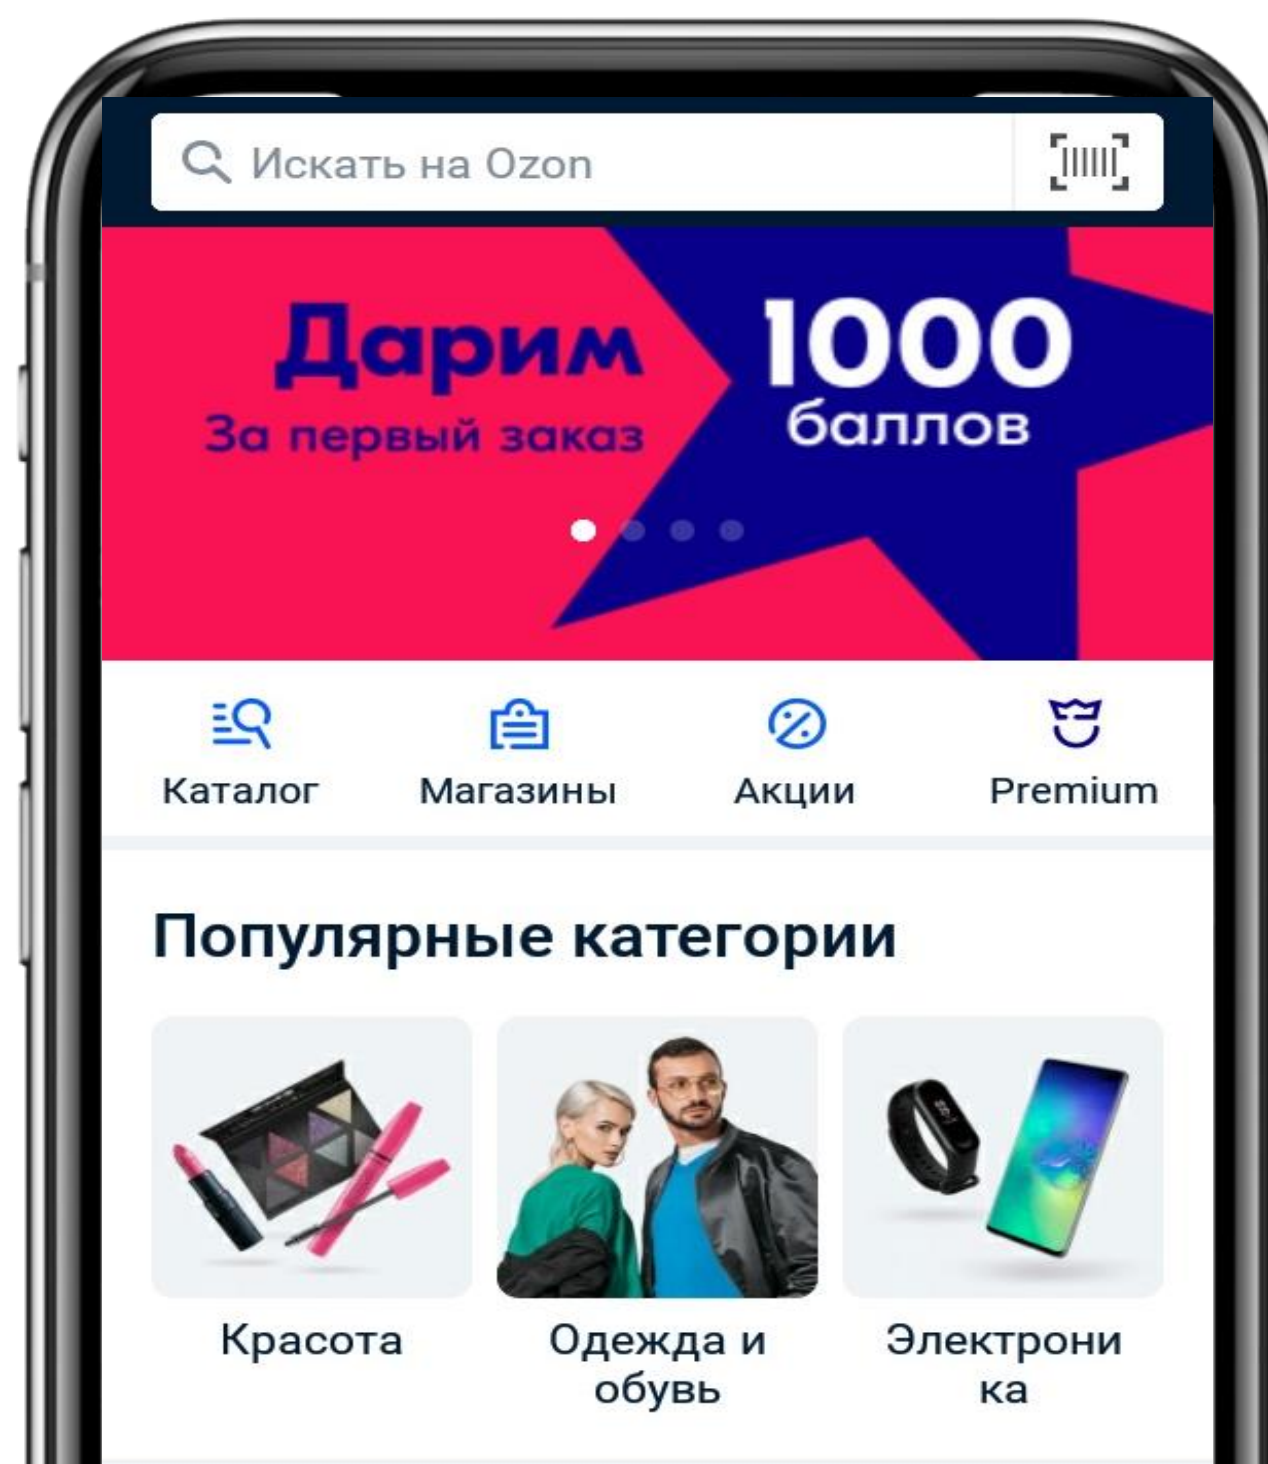 Искать на Ozon
Дарим
За первый заказ
1000
баллов
Каталог
Магазины
Акции
Premium
Популярные категории
Красота
Одежда и
обувь
Электрони
ка